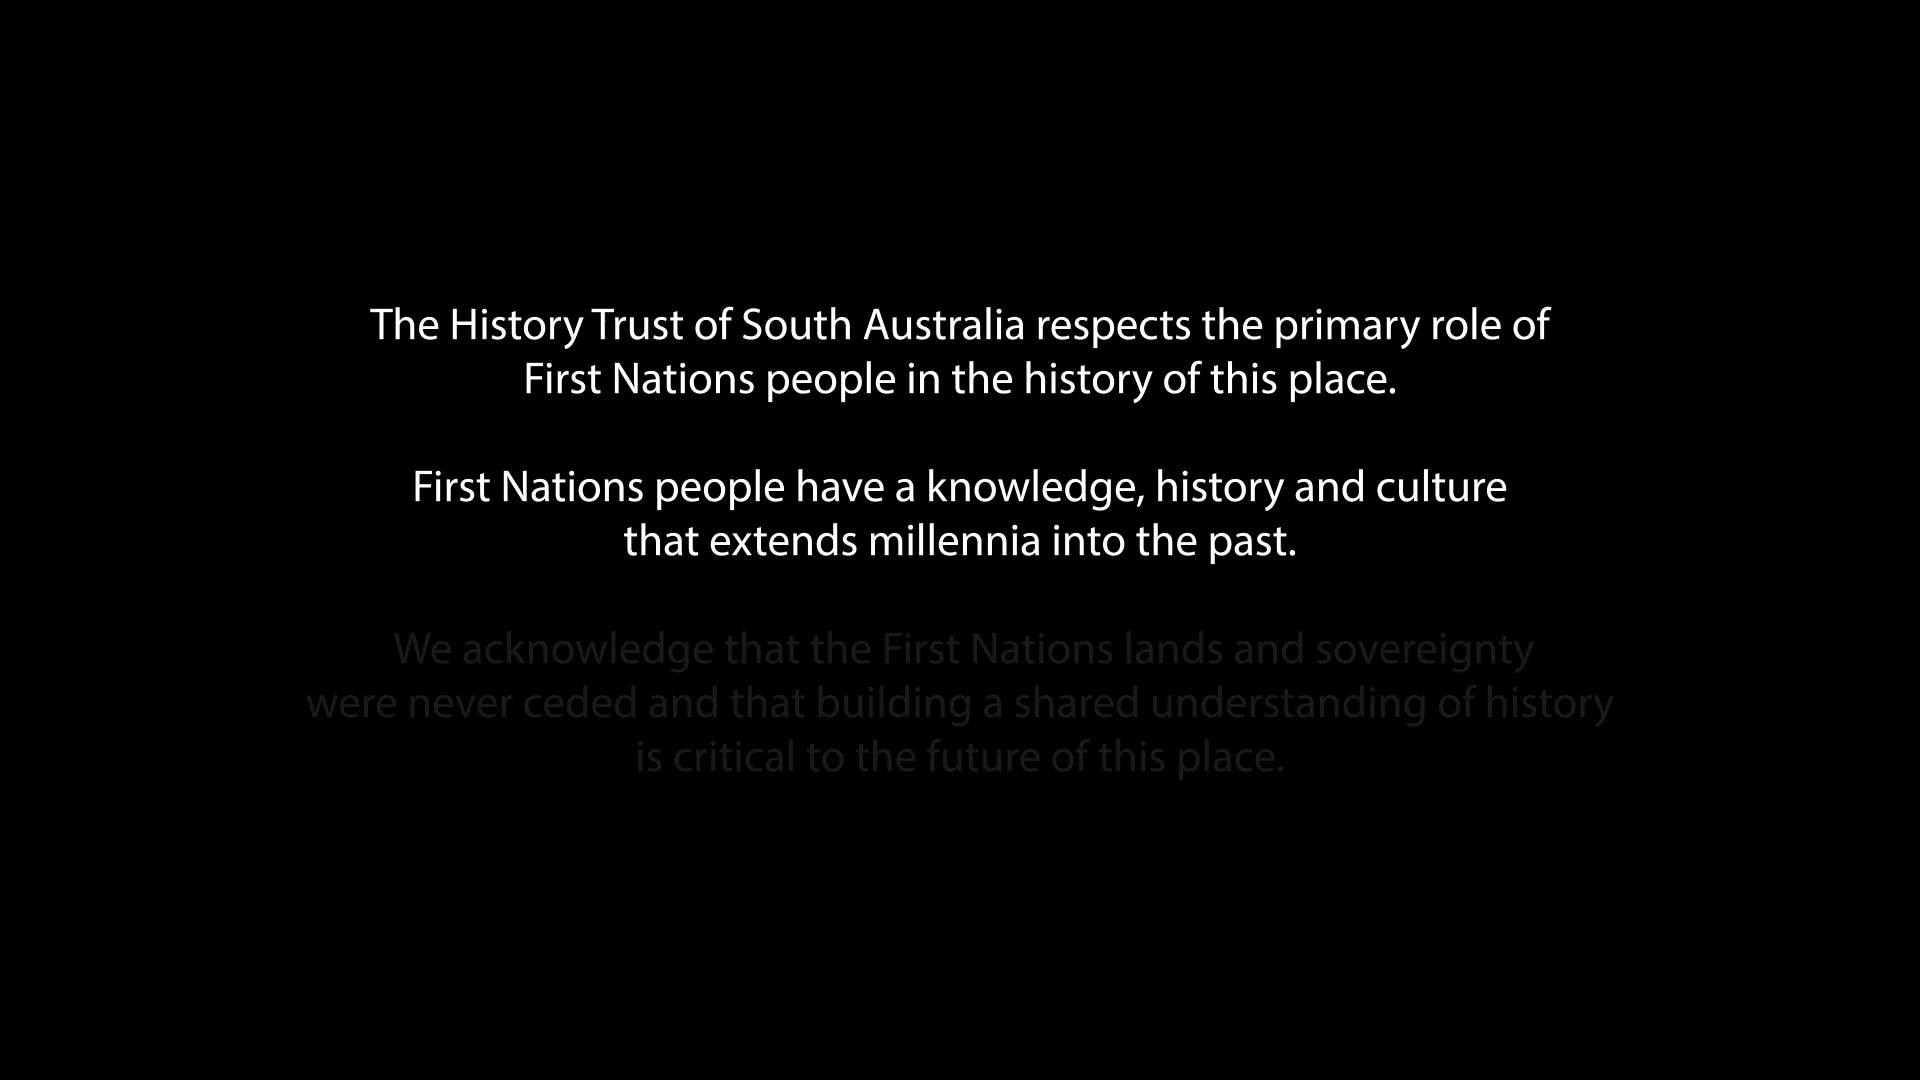 The History Trust of South Australia respects the primary role of
First Nations people in the history of this place.
First Nations people have a knowledge, history and culture
that extends millennia into the past.
We acknowledge that the First Nations lands and sovereignty
were never ceded and that building a shared understanding of history
is critical to the future of this place.